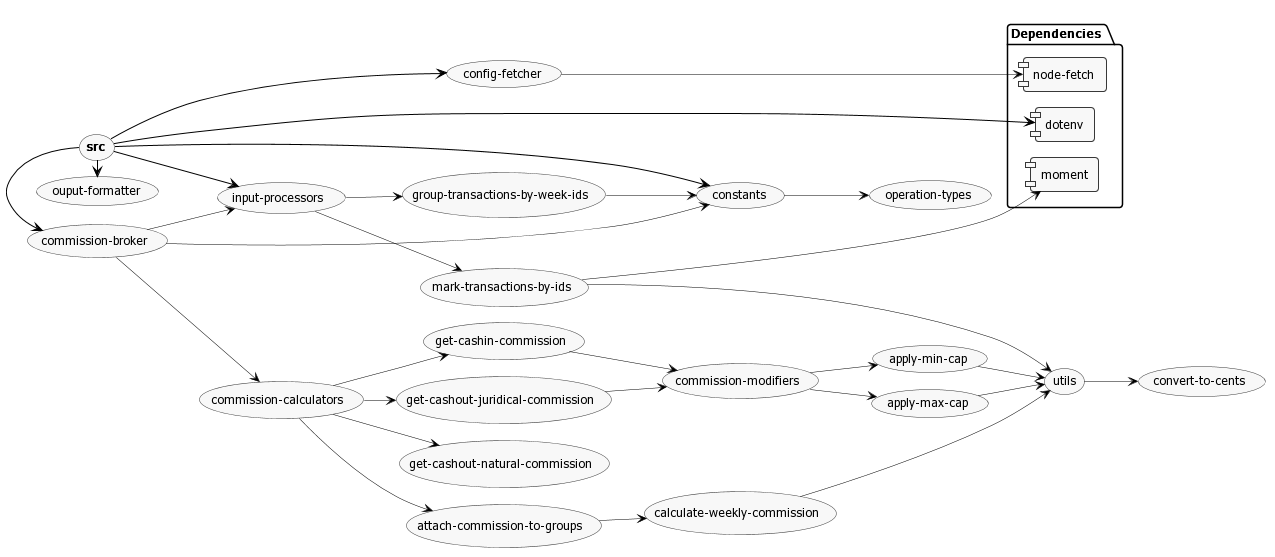 Dependencies
config-fetcher
node-fetch
dotenv
src
moment
ouput-formatter
input-processors
group-transactions-by-week-ids
constants
operation-types
commission-broker
mark-transactions-by-ids
get-cashin-commission
apply-min-cap
commission-modifiers
utils
convert-to-cents
commission-calculators
get-cashout-juridical-commission
apply-max-cap
get-cashout-natural-commission
calculate-weekly-commission
attach-commission-to-groups